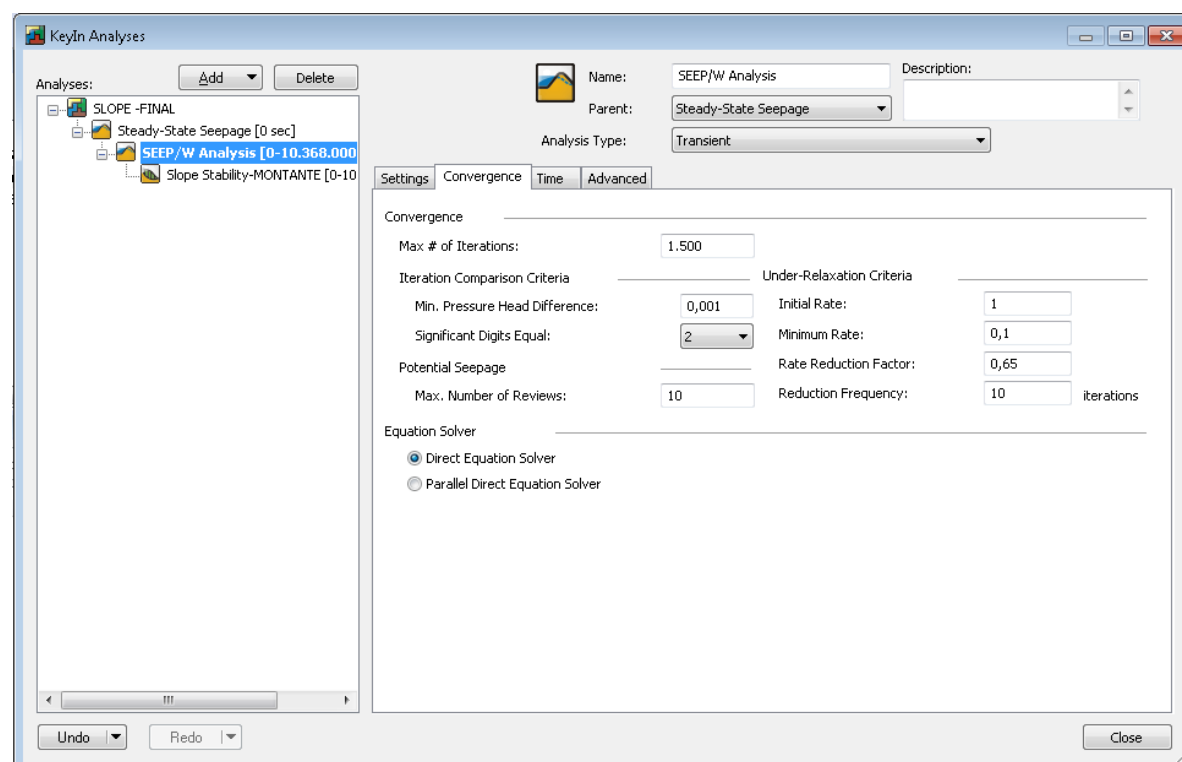 KeyIn Analyses
Analyses:
Add
Delete
SLOPE -FINAL
Steady-State Seepage [0 sec]
SEEP/W Analysis [0-10.368.000
Slope Stability-MONTANTE [0-10
Name: SEEP/W Analysis
Description:
Parent: Steady-State Seepage
Analysis Type: Transient
Settings Convergence Time Advanced
Convergence
Max # of Iterations: 1.500
Iteration Comparison Criteria
Under-Relaxation Criteria
Min. Pressure Head Difference: 0,001
Initial Rate: 1
Significant Digits Equal: 2
Minimum Rate: 0,1
Potential Seepage
Rate Reduction Factor: 0,65
Max. Number of Reviews: 10
Reduction Frequency: 10 iterations
Equation Solver
Direct Equation Solver
Parallel Direct Equation Solver
Undo
Redo
Close